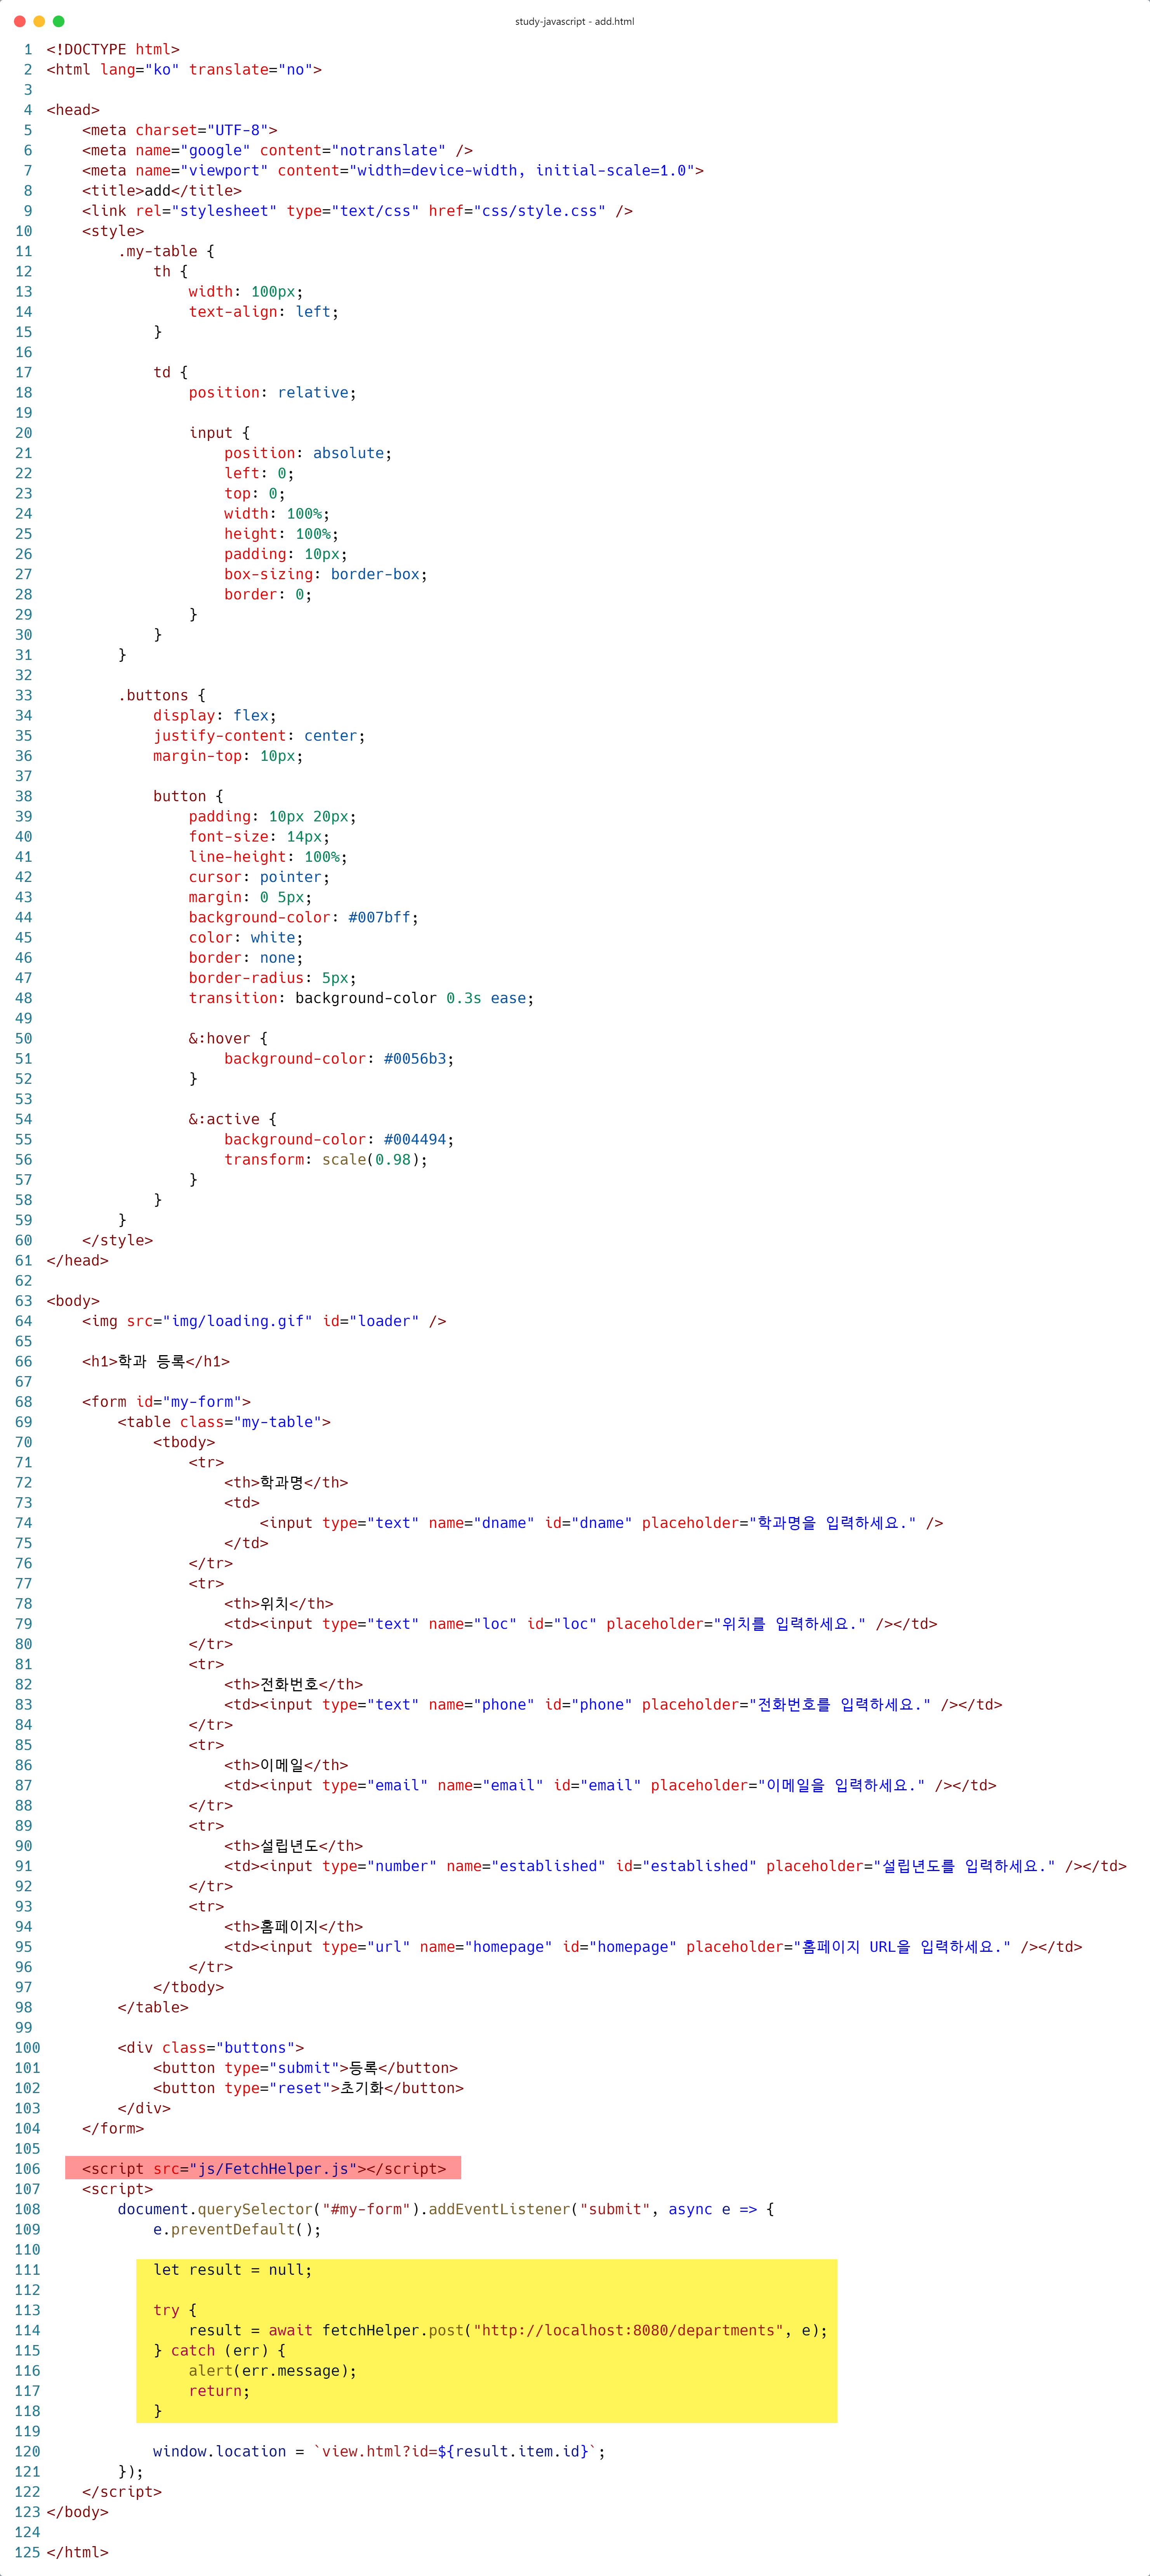 study-javascript - add.html
1 <!DOCTYPE html>
2 <html lang="ko" translate="no">
3
4 <head>
5     <meta charset="UTF-8">
6     <meta name="google" content="notranslate" />
7     <meta name="viewport" content="width=device-width, initial-scale=1.0">
8     <title>add</title>
9     <link rel="stylesheet" type="text/css" href="css/style.css" />
10     <style>
11         .my-table {
12             th {
13                 width: 100px;
14                 text-align: left;
15             }
16
17             td {
18                 position: relative;
19
20                 input {
21                     position: absolute;
22                     left: 0;
23                     top: 0;
24                     width: 100%;
25                     height: 100%;
26                     padding: 10px;
27                     box-sizing: border-box;
28                     border: 0;
29                 }
30             }
31         }
32
33         .buttons {
34             display: flex;
35             justify-content: center;
36             margin-top: 10px;
37
38             button {
39                 padding: 10px 20px;
40                 font-size: 14px;
41                 line-height: 100%;
42                 cursor: pointer;
43                 margin: 0 5px;
44                 background-color: #007bff;
45                 color: white;
46                 border: none;
47                 border-radius: 5px;
48                 transition: background-color 0.3s ease;
49
50                 &:hover {
51                     background-color: #0056b3;
52                 }
53
54                 &:active {
55                     background-color: #004494;
56                     transform: scale(0.98);
57                 }
58             }
59         }
60     </style>
61 </head>
62
63 <body>
64     <img src="img/loading.gif" id="loader" />
65
66     <h1>학과 등록</h1>
67
68     <form id="my-form">
69         <table class="my-table">
70             <tbody>
71                 <tr>
72                     <th>학과명</th>
73                     <td>
74                         <input type="text" name="dname" id="dname" placeholder="학과명을 입력하세요." />
75                     </td>
76                 </tr>
77                 <tr>
78                     <th>위치</th>
79                     <td><input type="text" name="loc" id="loc" placeholder="위치를 입력하세요." /></td>
80                 </tr>
81                 <tr>
82                     <th>전화번호</th>
83                     <td><input type="text" name="phone" id="phone" placeholder="전화번호를 입력하세요." /></td>
84                 </tr>
85                 <tr>
86                     <th>이메일</th>
87                     <td><input type="email" name="email" id="email" placeholder="이메일을 입력하세요." /></td>
88                 </tr>
89                 <tr>
90                     <th>설립년도</th>
91                     <td><input type="number" name="established" id="established" placeholder="설립년도를 입력하세요." /></td>
92                 </tr>
93                 <tr>
94                     <th>홈페이지</th>
95                     <td><input type="url" name="homepage" id="homepage" placeholder="홈페이지 URL을 입력하세요." /></td>
96                 </tr>
97             </tbody>
98         </table>
99
100         <div class="buttons">
101             <button type="submit">등록</button>
102             <button type="reset">초기화</button>
103         </div>
104     </form>
105
106     <script src="js/FetchHelper.js"></script>
107     <script>
108         document.querySelector("#my-form").addEventListener("submit", async e => {
109             e.preventDefault();
110
111             let result = null;
112
113             try {
114                 result = await fetchHelper.post("http://localhost:8080/departments", e);
115             } catch (err) {
116                 alert(err.message);
117                 return;
118             }
119
120             window.location = `view.html?id=${result.item.id}`;
121         });
122     </script>
123 </body>
124
125 </html>